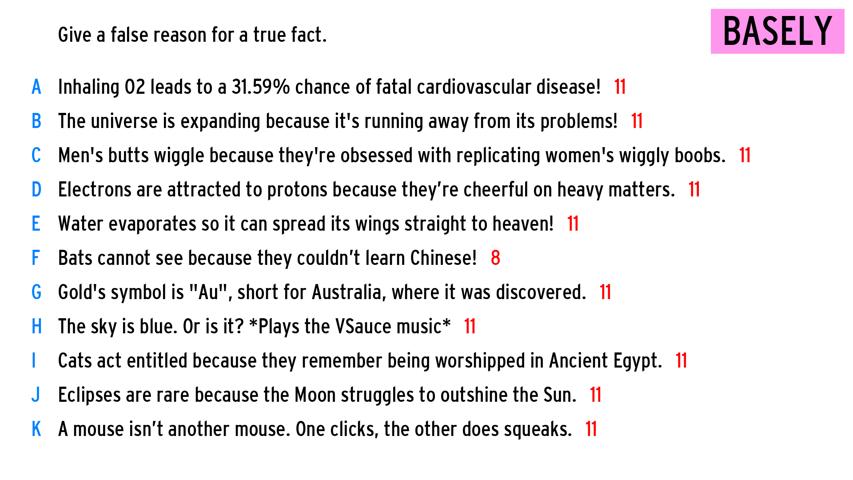 Give a false reason for a true fact.
BASELY
A Inhaling O2 leads to a 31.59% chance of fatal cardiovascular disease! 11
B The universe is expanding because it's running away from its problems! 11
C Men's butts wiggle because they're obsessed with replicating women's wiggly boobs. 11
D Electrons are attracted to protons because they’re cheerful on heavy matters. 11
E Water evaporates so it can spread its wings straight to heaven! 11
F Bats cannot see because they couldn’t learn Chinese! 8
G Gold's symbol is "Au", short for Australia, where it was discovered. 11
H The sky is blue. Or is it? *Plays the VSauce music* 11
I Cats act entitled because they remember being worshipped in Ancient Egypt. 11
J Eclipses are rare because the Moon struggles to outshine the Sun. 11
K A mouse isn’t another mouse. One clicks, the other does squeaks. 11